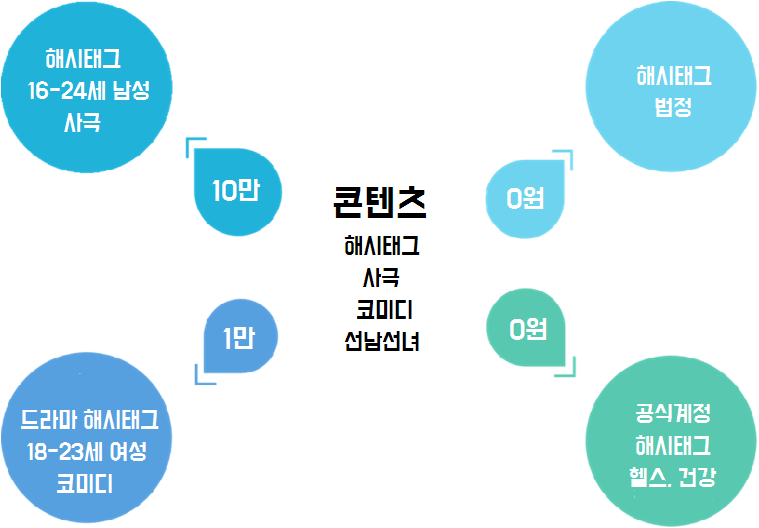 해시태그
16-24세 남성
사극
10만
해시태그
법정
0원
콘텐츠
해시태그
사극
코미디
선남선녀
1만
드라마 해시태그
18-23세 여성
코미디
0원
공식계정
해시태그
헬스. 건강